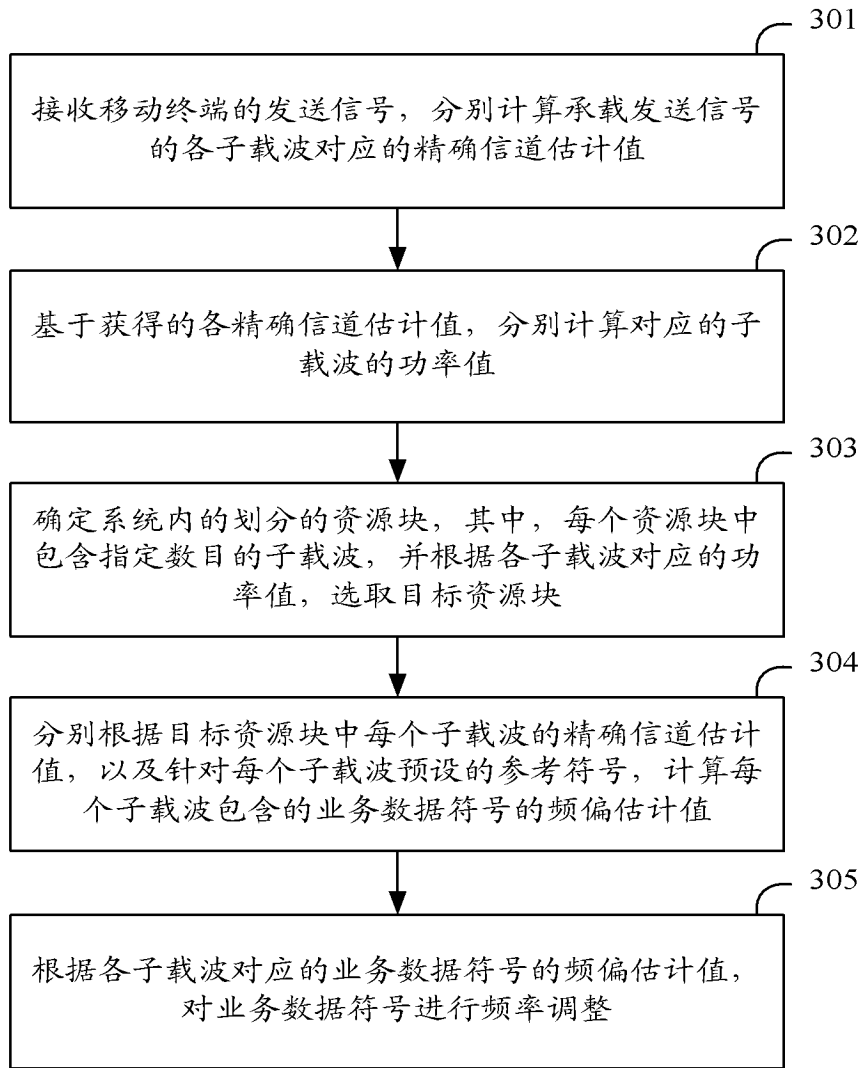 301
接收移动终端的发送信号，分别计算承载发送信号
的各子载波对应的精确信道估计值
302
基于获得的各精确信道估计值，分别计算对应的子
载波的功率值
303
确定系统内的划分的资源块，其中，每个资源块中
包含指定数目的子载波，并根据各子载波对应的功
率值，选取目标资源块
304
分别根据目标资源块中每个子载波的精确信道估计
值，以及针对每个子载波预设的参考符号，计算每
个子载波包含的业务数据符号的频偏估计值
305
根据各子载波对应的业务数据符号的频偏估计值，
对业务数据符号进行频率调整